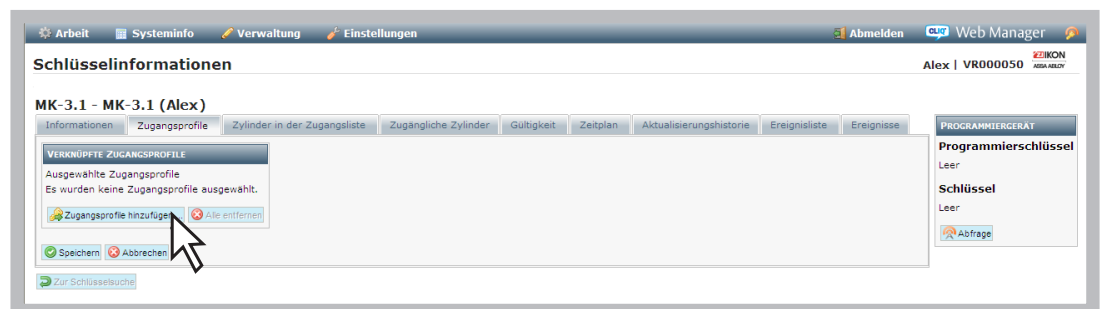 Arbeit Systeminfo Verwaltung Einstellungen Abmelden CLIQ Web Manager
Schlüsselinformationen
Alex | VR000050 IKON
ASSA ABLOY
MK-3.1 - MK-3.1 (Alex)
Informationen Zugangsprofile Zylinder in der Zugangsliste Zugängliche Zylinder Gültigkeit Zeitplan Aktualisierungshistorie Ereignisliste Ereignisse
VERKNÜPFTE ZUGANGSPROFILE
Ausgewählte Zugangsprofile
Es wurden keine Zugangsprofile ausgewählt.
Zugangsprofile hinzufügen... Alle entfernen
Speichern Abbrechen
Zur Schlüsselsuche
PROGRAMMIERGERÄT
Programmierschlüssel
Leer
Schlüssel
Leer
Abfrage